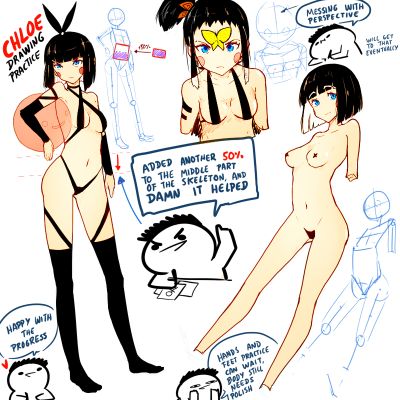 CHLOE
DRAWING
PRACTICE
+50%
MESSING WITH
PERSPECTIVE
WILL GET
TO THAT
EVENTUALLY
ADDED ANOTHER 50%
TO THE MIDDLE PART
OF THE SKELETON, AND
DAMN IT HELPED
HAPPY WITH
THE
PROGRESS
HANDS AND
FEET PRACTICE
CAN WAIT,
BODY STILL
NEEDS
POLISH